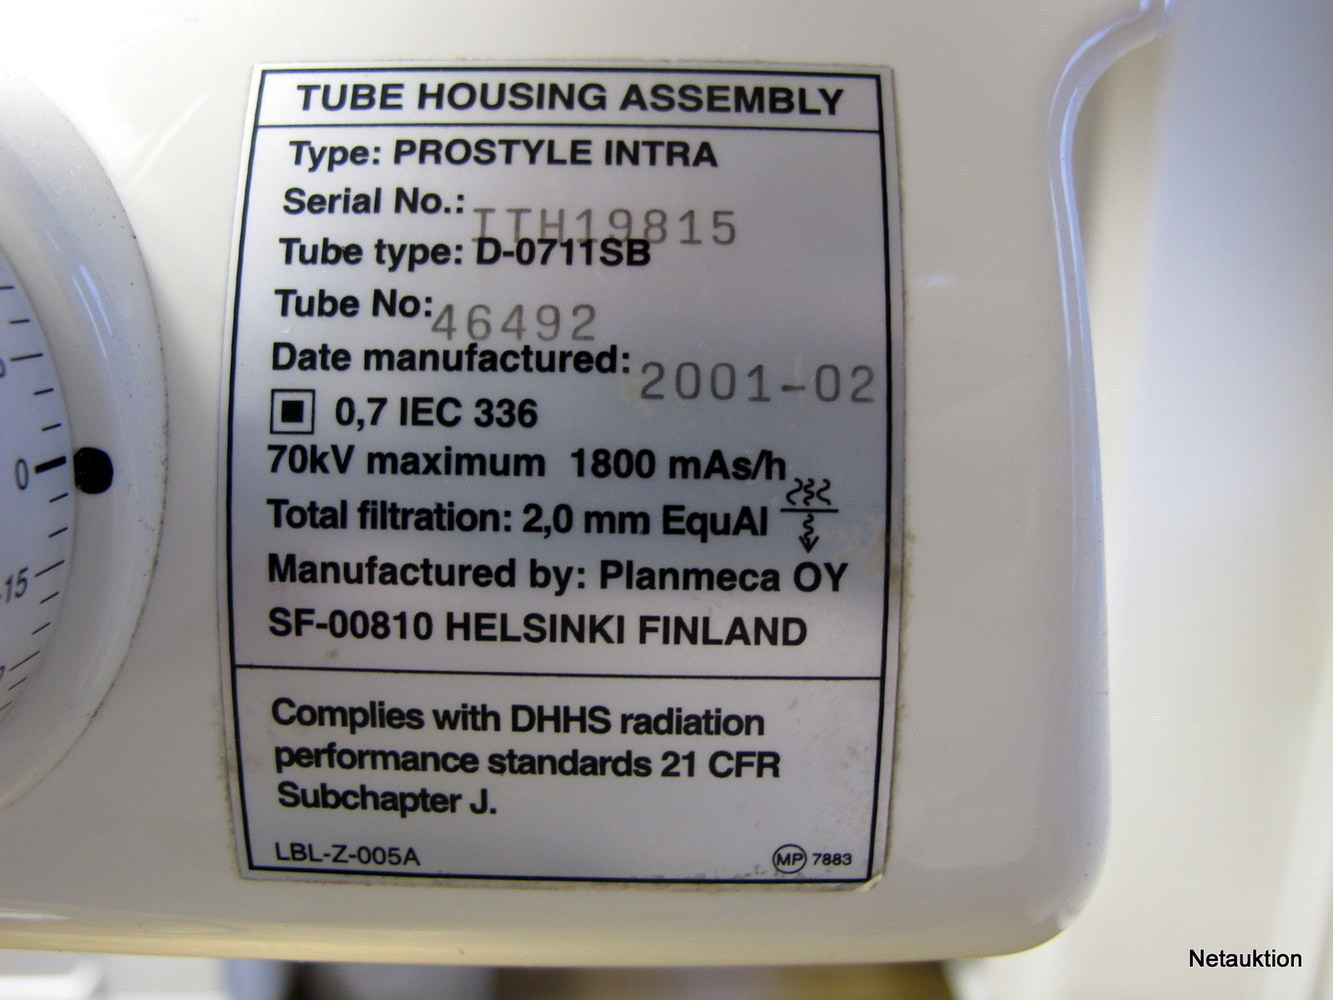 TUBE HOUSING ASSEMBLY
Type: PROSTYLE INTRA
Serial No.: ITH19815
Tube type: D-0711SB
Tube No: 46492
Date manufactured: 2001-02
0,7 IEC 336
70kV maximum 1800 mAs/h
Total filtration: 2,0 mm EquAl
Manufactured by: Planmeca OY
SF-00810 HELSINKI FINLAND
Complies with DHHS radiation
performance standards 21 CFR
Subchapter J.
LBL-Z-005A MP 7883
0
15
Netauktion